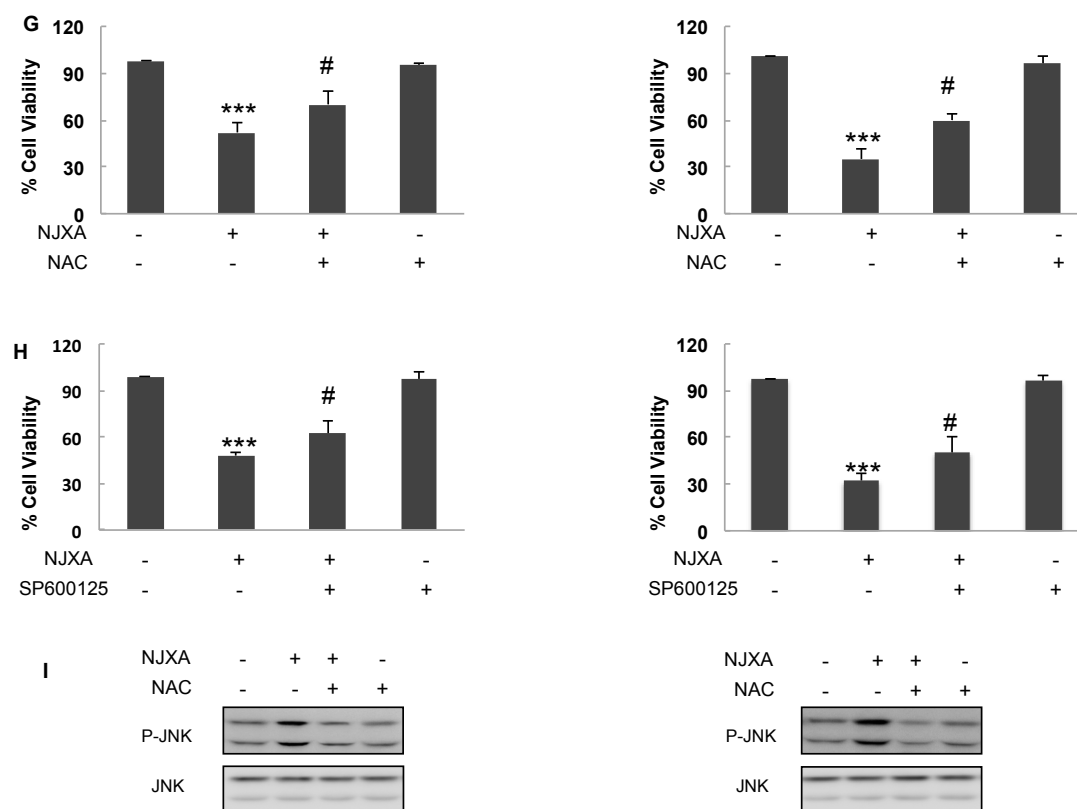 G
120
90
60
30
0
% Cell Viability
***
#
NJXA - + + -
NAC - - + +
120
90
60
30
0
% Cell Viability
***
#
NJXA - + + -
NAC - - + +
H
120
90
60
30
0
% Cell Viability
***
#
NJXA - + + -
SP600125 - - + +
120
90
60
30
0
% Cell Viability
***
#
NJXA - + + -
SP600125 - - + +
I
NJXA - + + -
NAC - - + +
P-JNK
JNK
NJXA - + + -
NAC - - + +
P-JNK
JNK